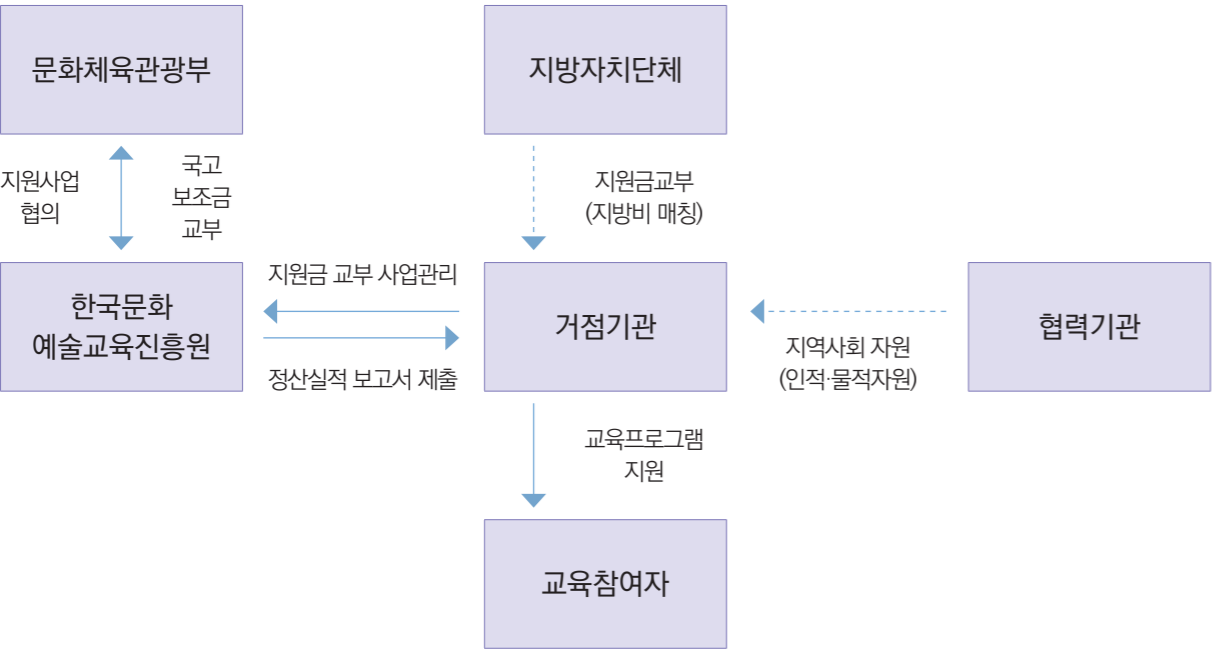 문화체육관광부
지방자치단체
지원사업
협의
국고
보조금
교부
지원금교부
(지방비 매칭)
한국문화
예술교육진흥원
지원금 교부 사업관리
정산실적 보고서 제출
거점기관
지역사회 자원
(인적·물적자원)
협력기관
교육프로그램
지원
교육참여자